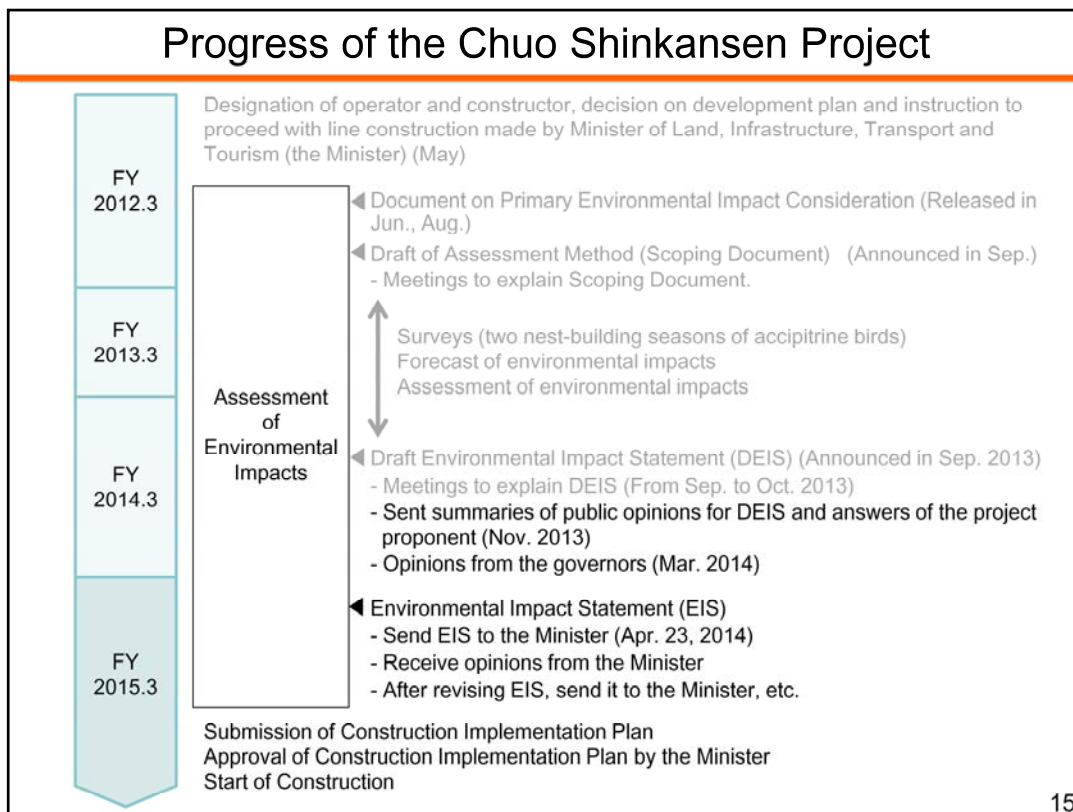 Progress of the Chuo Shinkansen Project
FY
2012.3
Designation of operator and constructor, decision on development plan and instruction to
proceed with line construction made by Minister of Land, Infrastructure, Transport and
Tourism (the Minister) (May)
Document on Primary Environmental Impact Consideration (Released in
Jun., Aug.)
Draft of Assessment Method (Scoping Document) (Announced in Sep.)
- Meetings to explain Scoping Document.
FY
2013.3
Surveys (two nest-building seasons of accipitrine birds)
Forecast of environmental impacts
Assessment of environmental impacts
Assessment
of
Environmental
Impacts
FY
2014.3
Draft Environmental Impact Statement (DEIS) (Announced in Sep. 2013)
- Meetings to explain DEIS (From Sep. to Oct. 2013)
- Sent summaries of public opinions for DEIS and answers of the project
proponent (Nov. 2013)
- Opinions from the governors (Mar. 2014)
FY
2015.3
Environmental Impact Statement (EIS)
- Send EIS to the Minister (Apr. 23, 2014)
- Receive opinions from the Minister
- After revising EIS, send it to the Minister, etc.
Submission of Construction Implementation Plan
Approval of Construction Implementation Plan by the Minister
Start of Construction
15